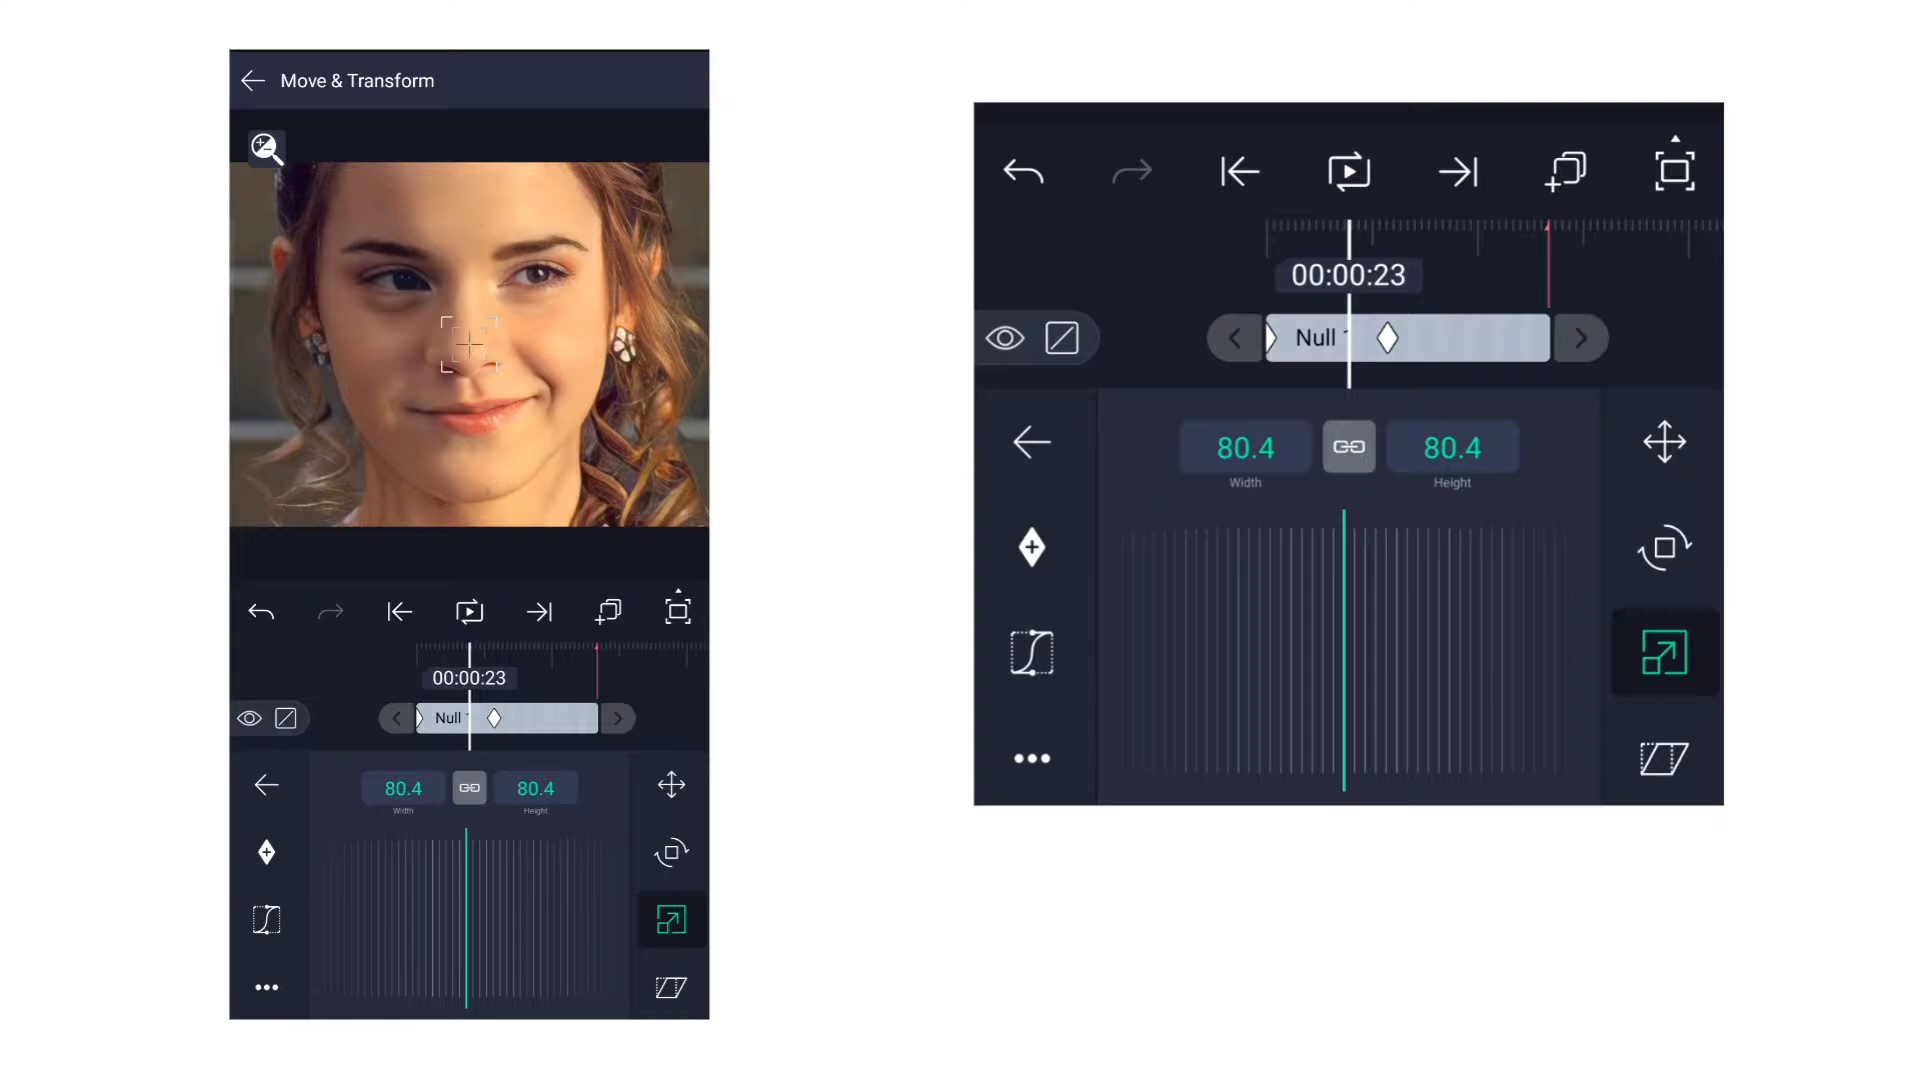 Move & Transform
00:00:23
Null
80.4
80.4
Width
Height
00:00:23
Null
80.4
80.4
Width
Height